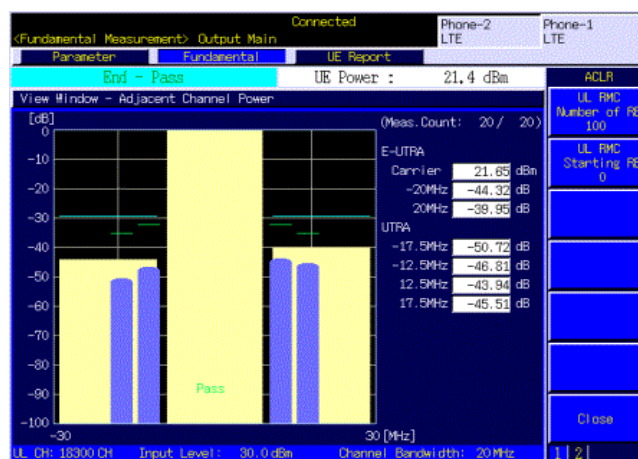 Connected
<Fundamental Measurement> Output Main
Phone-2
LTE
Phone-1
LTE
Parameter
Fundamental
UE Report
End - Pass
UE Power :
21.4 dBm
ACLR
View Window - Adjacent Channel Power
UL RMC
Number of RB
100
UL RMC
Starting RB
0
Close
1 2
[dB]
0
-10
-20
-30
-40
-50
-60
-70
-80
-90
-100
-30
30 [MHz]
Pass
(Meas.Count: 20 / 20)
E-UTRA
Carrier 21.65 dBm
-20MHz -44.32 dB
20MHz -39.95 dB
UTRA
-17.5MHz -50.72 dB
-12.5MHz -46.81 dB
12.5MHz -43.94 dB
17.5MHz -45.51 dB
UL CH: 18300 CH Input Level: 30.0 dBm Channel Bandwidth: 20 MHz